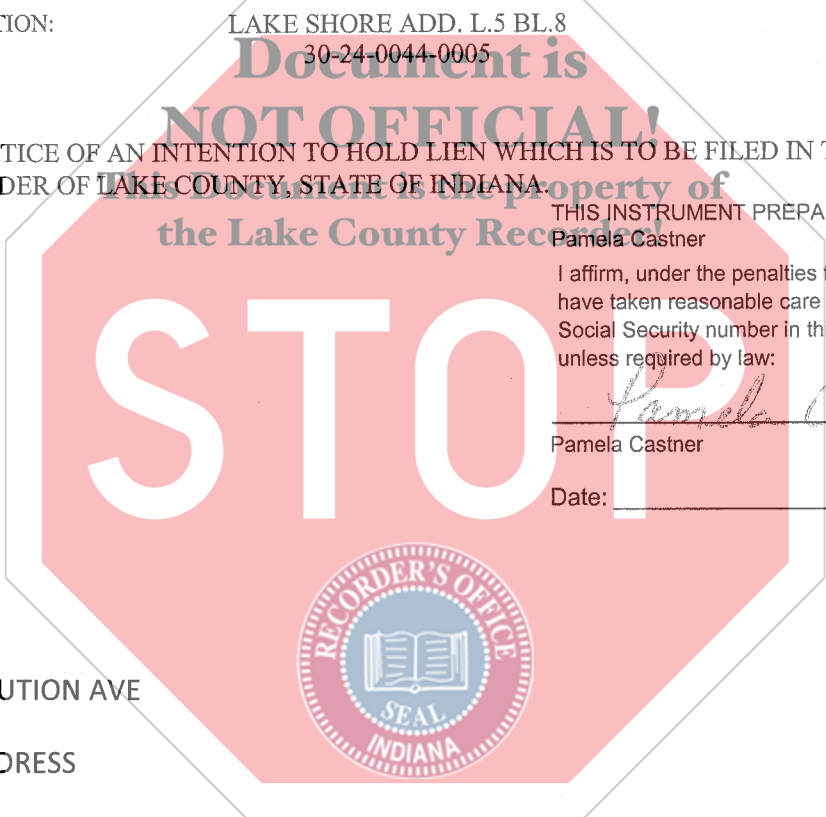 TION:
LAKE SHORE ADD. L.5 BL.8
30-24-0044-0005
Document is
NOT OFFICIAL!
TICE OF AN INTENTION TO HOLD LIEN WHICH IS TO BE FILED IN T
DER OF LAKE COUNTY, STATE OF INDIANA.
This Document is the property of
the Lake County Recorder!
THIS INSTRUMENT PREPA
Pamela Castner
I affirm, under the penalties
have taken reasonable care
Social Security number in th
unless required by law:
Pamela C
Pamela Castner
Date:
STOP
RECORDER'S OFFICE
SEAL
INDIANA
UTION AVE
DRESS